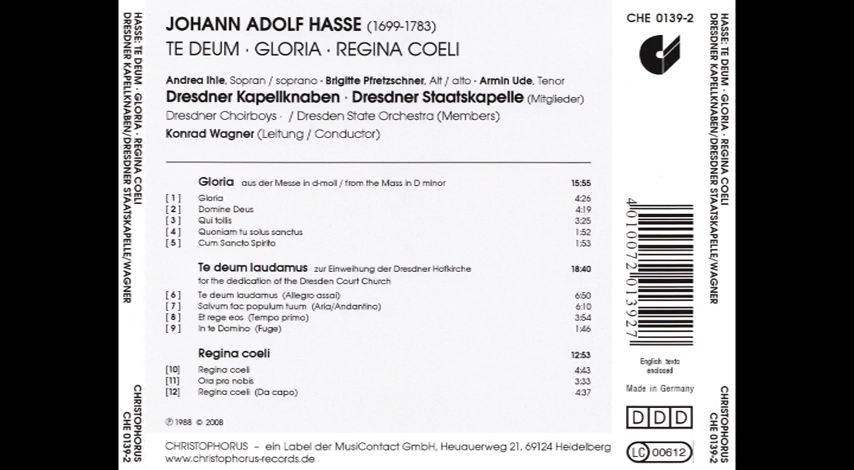 HASSE: TE DEUM · GLORIA · REGINA COELI
DRESDNER KAPELLKNABEN/DRESDNER STAATSKAPELLE/WAGNER
CHRISTOPHORUS
CHE 0139-2
JOHANN ADOLF HASSE (1699-1783)
TE DEUM · GLORIA · REGINA COELI
Andrea Ihle, Sopran / soprano · Brigitte Pfretzschner, Alt / alto · Armin Ude, Tenor
Dresdner Kapellknaben · Dresdner Staatskapelle (Mitglieder)
Dresdner Choirboys · / Dresden State Orchestra (Members)
Konrad Wagner (Leitung / Conductor)
Gloria aus der Messe in d-moll / from the Mass in D minor 15:55
[ 1 ] Gloria 4:26
[ 2 ] Domine Deus 4:19
[ 3 ] Qui tollis 3:25
[ 4 ] Quoniam tu solus sanctus 1:52
[ 5 ] Cum Sancto Spirito 1:53
Te deum laudamus zur Einweihung der Dresdner Hofkirche 18:40
for the dedication of the Dresden Court Church
[ 6 ] Te deum laudamus (Allegro assai) 6:50
[ 7 ] Salvum fac populum tuum (Aria/Andantino) 6:10
[ 8 ] Et rege eos (Tempo primo) 3:54
[ 9 ] In te Domino (Fuge) 1:46
Regina coeli 12:53
[10] Regina coeli 4:43
[11] Ora pro nobis 3:33
[12] Regina coeli (Da capo) 4:37
℗ 1988 © 2008
CHRISTOPHORUS – ein Label der MusiContact GmbH, Heuauerweg 21, 69124 Heidelberg
www.christophorus-records.de
CHE 0139-2
4 010072 013927
English texts
enclosed
Made in Germany
D D D
LC 00612
HASSE: TE DEUM · GLORIA · REGINA COELI
DRESDNER KAPELLKNABEN/DRESDNER STAATSKAPELLE/WAGNER
CHRISTOPHORUS
CHE 0139-2